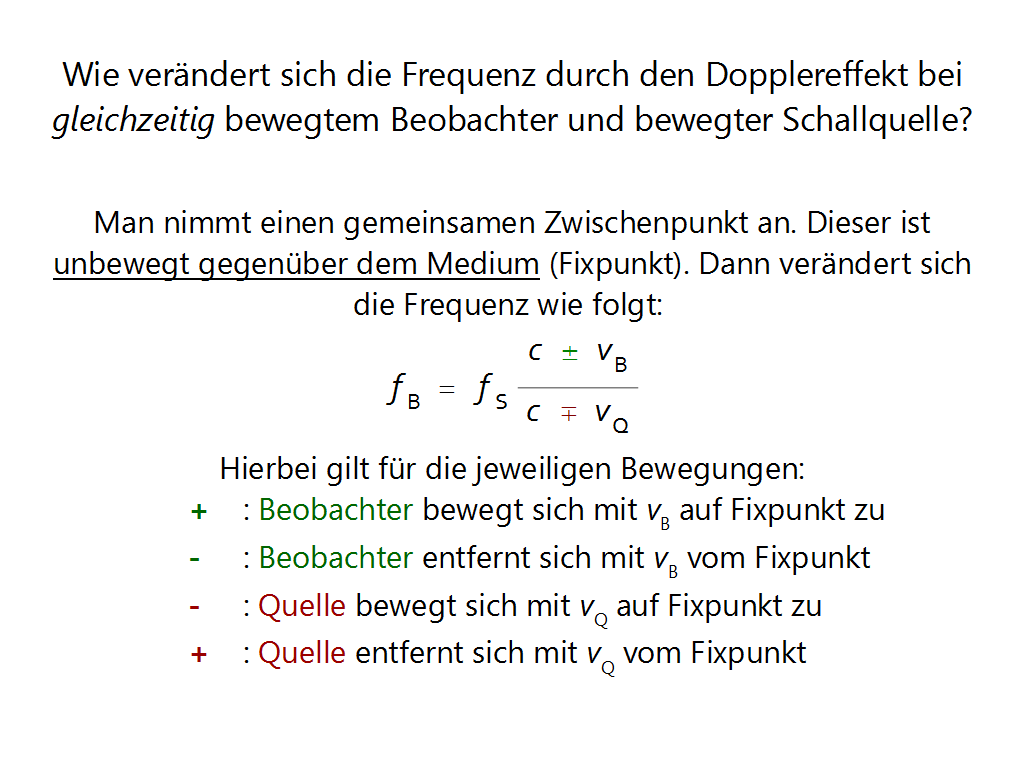 Wie verändert sich die Frequenz durch den Dopplereffekt bei
gleichzeitig bewegtem Beobachter und bewegter Schallquelle?
Man nimmt einen gemeinsamen Zwischenpunkt an. Dieser ist
unbewegt gegenüber dem Medium (Fixpunkt). Dann verändert sich
die Frequenz wie folgt:
f_B = f_S (c ± v_B) / (c ∓ v_Q)
Hierbei gilt für die jeweiligen Bewegungen:
+ : Beobachter bewegt sich mit v_B auf Fixpunkt zu
- : Beobachter entfernt sich mit v_B vom Fixpunkt
- : Quelle bewegt sich mit v_Q auf Fixpunkt zu
+ : Quelle entfernt sich mit v_Q vom Fixpunkt